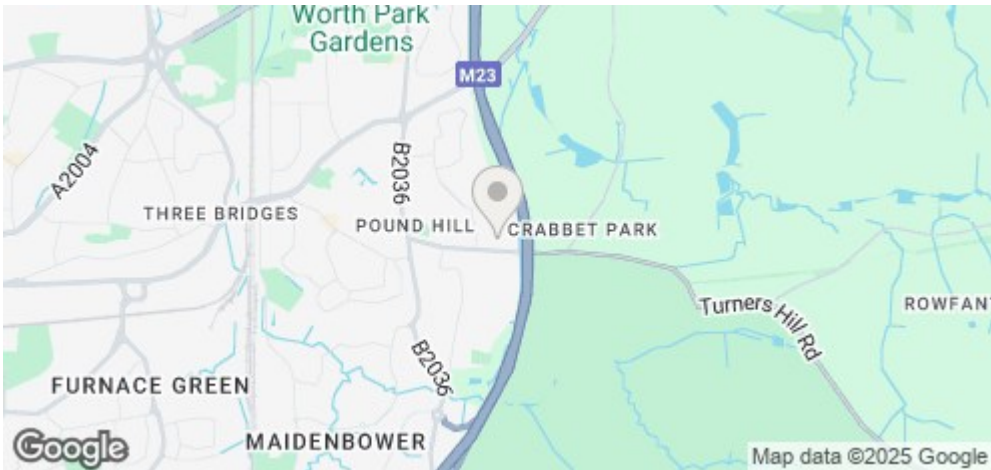 Worth Park
Gardens
M23
A2004
B2036
THREE BRIDGES
POUND HILL
CRABBET PARK
Turners Hill Rd
ROWFANT
B2036
FURNACE GREEN
MAIDENBOWER
Google
Map data ©2025 Google